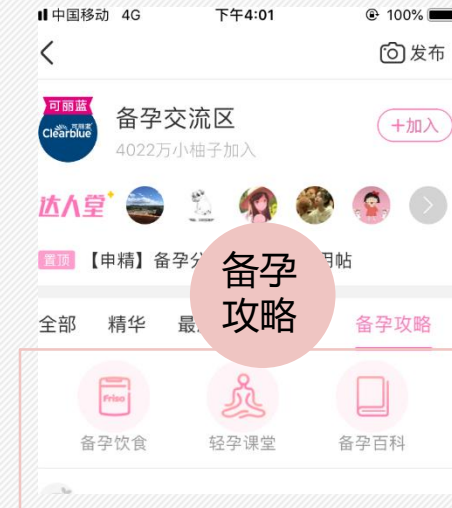 中国移动 4G 下午4:01 100%
发布
可丽蓝
Clearblue
备孕交流区
+加入
4022万小柚子加入
达人堂
置顶 【申精】备孕分 用帖
备孕
攻略
全部 精华 最 备孕攻略
Friso
备孕饮食 轻孕课堂 备孕百科